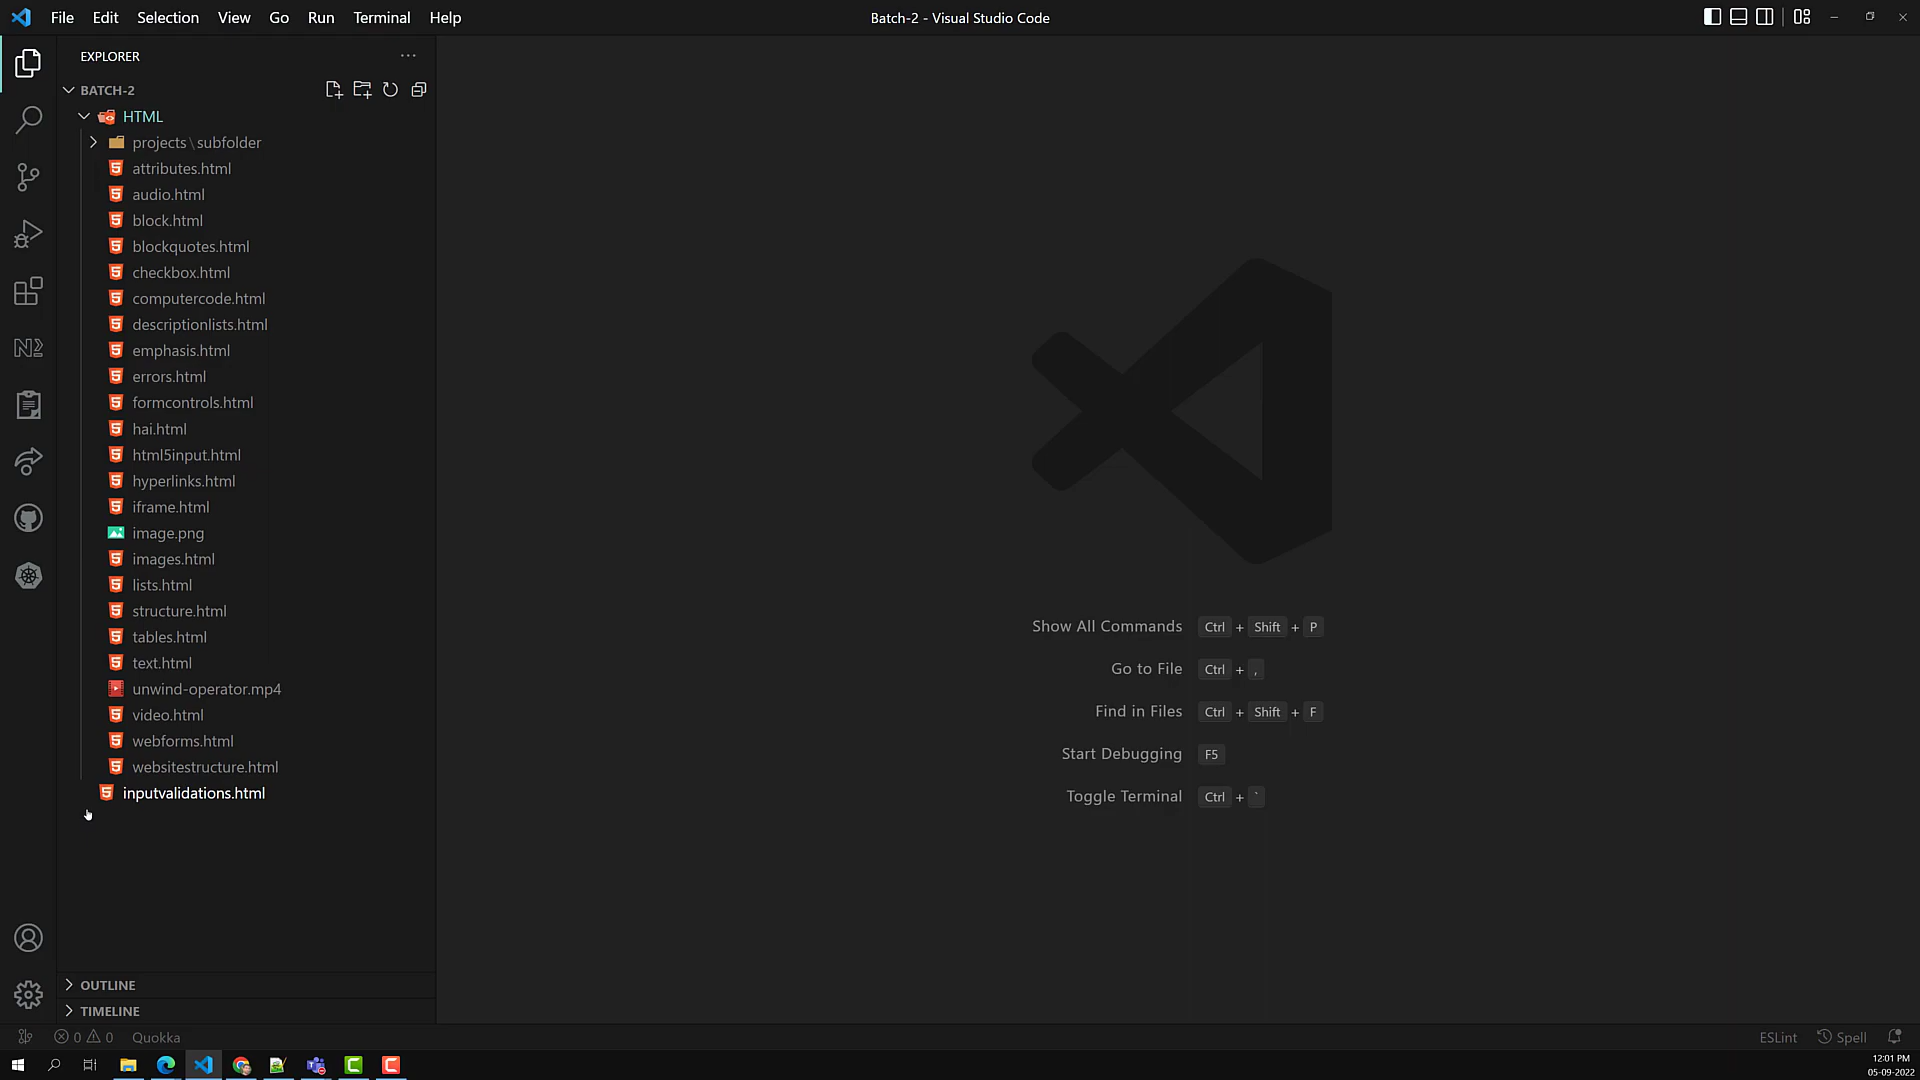 File Edit Selection View Go Run Terminal Help
Batch-2 - Visual Studio Code
EXPLORER
BATCH-2
HTML
projects\subfolder
attributes.html
audio.html
block.html
blockquotes.html
checkbox.html
computercode.html
descriptionlists.html
emphasis.html
errors.html
formcontrols.html
hai.html
html5input.html
hyperlinks.html
iframe.html
image.png
images.html
lists.html
structure.html
tables.html
text.html
unwind-operator.mp4
video.html
webforms.html
websitestructure.html
inputvalidations.html
Show All Commands Ctrl + Shift + P
Go to File Ctrl + ,
Find in Files Ctrl + Shift + F
Start Debugging F5
Toggle Terminal Ctrl + `
OUTLINE
TIMELINE
0 0 Quokka
ESLint Spell
12:01 PM
05-09-2022